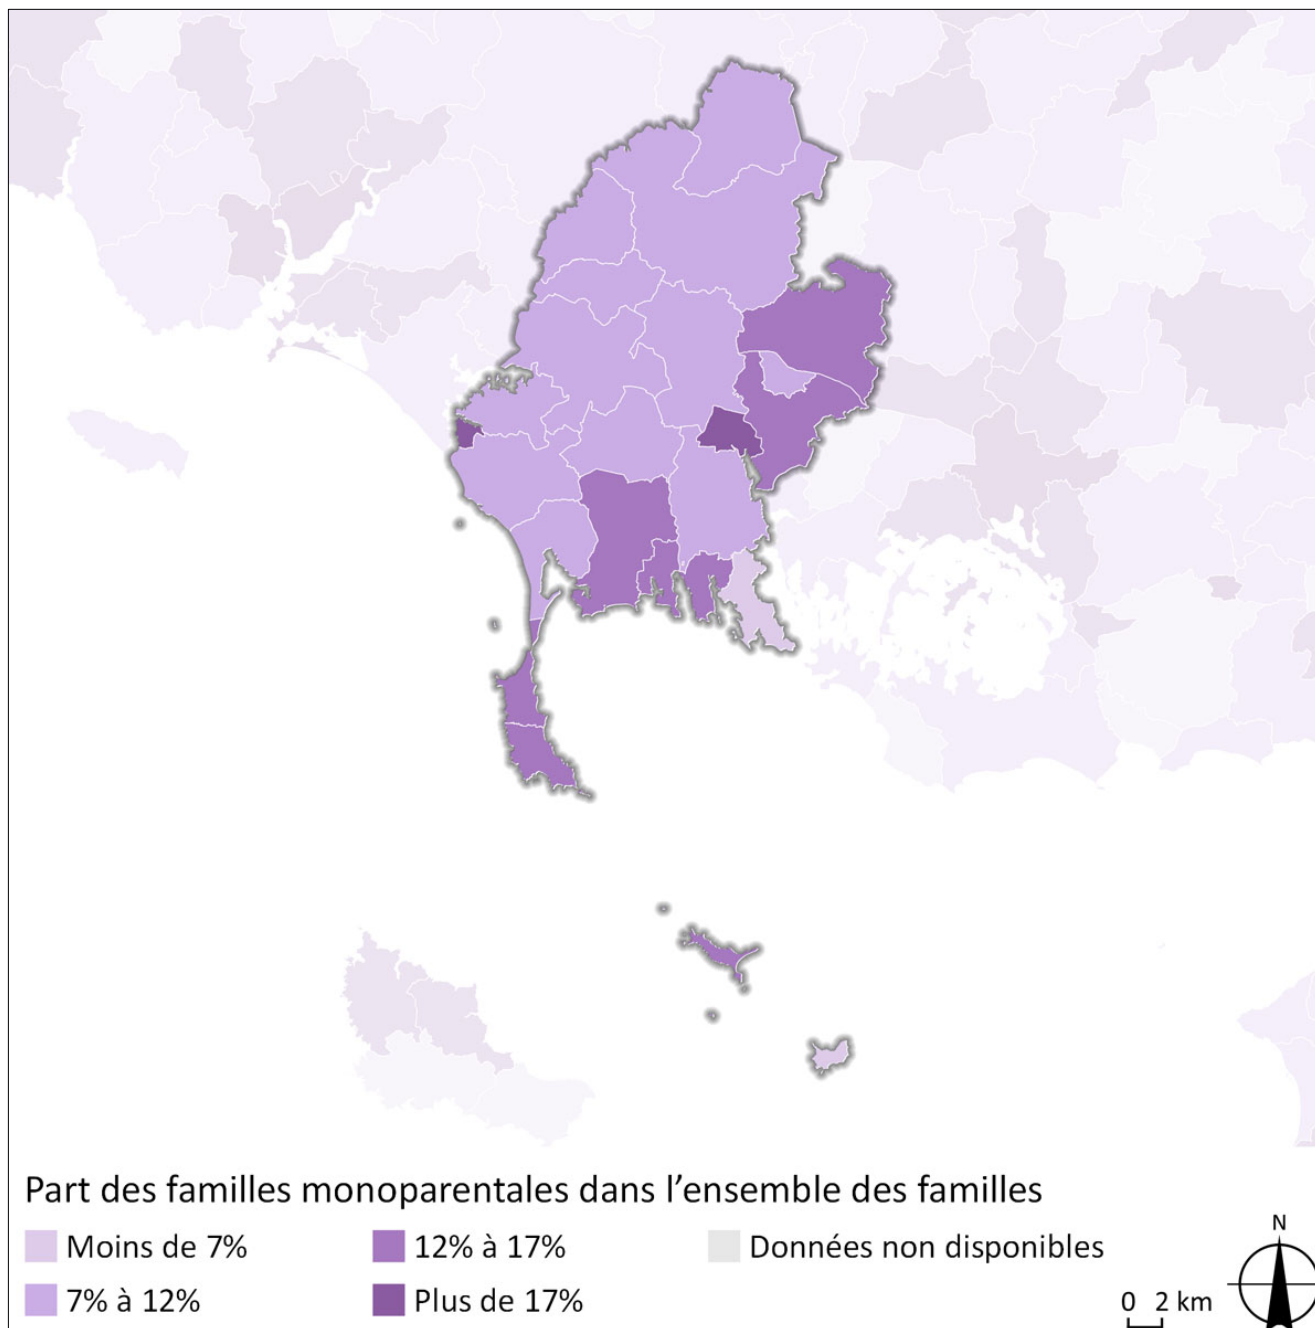 Part des familles monoparentales dans l’ensemble des familles
Moins de 7%
7% à 12%
12% à 17%
Plus de 17%
Données non disponibles
0 2 km
N